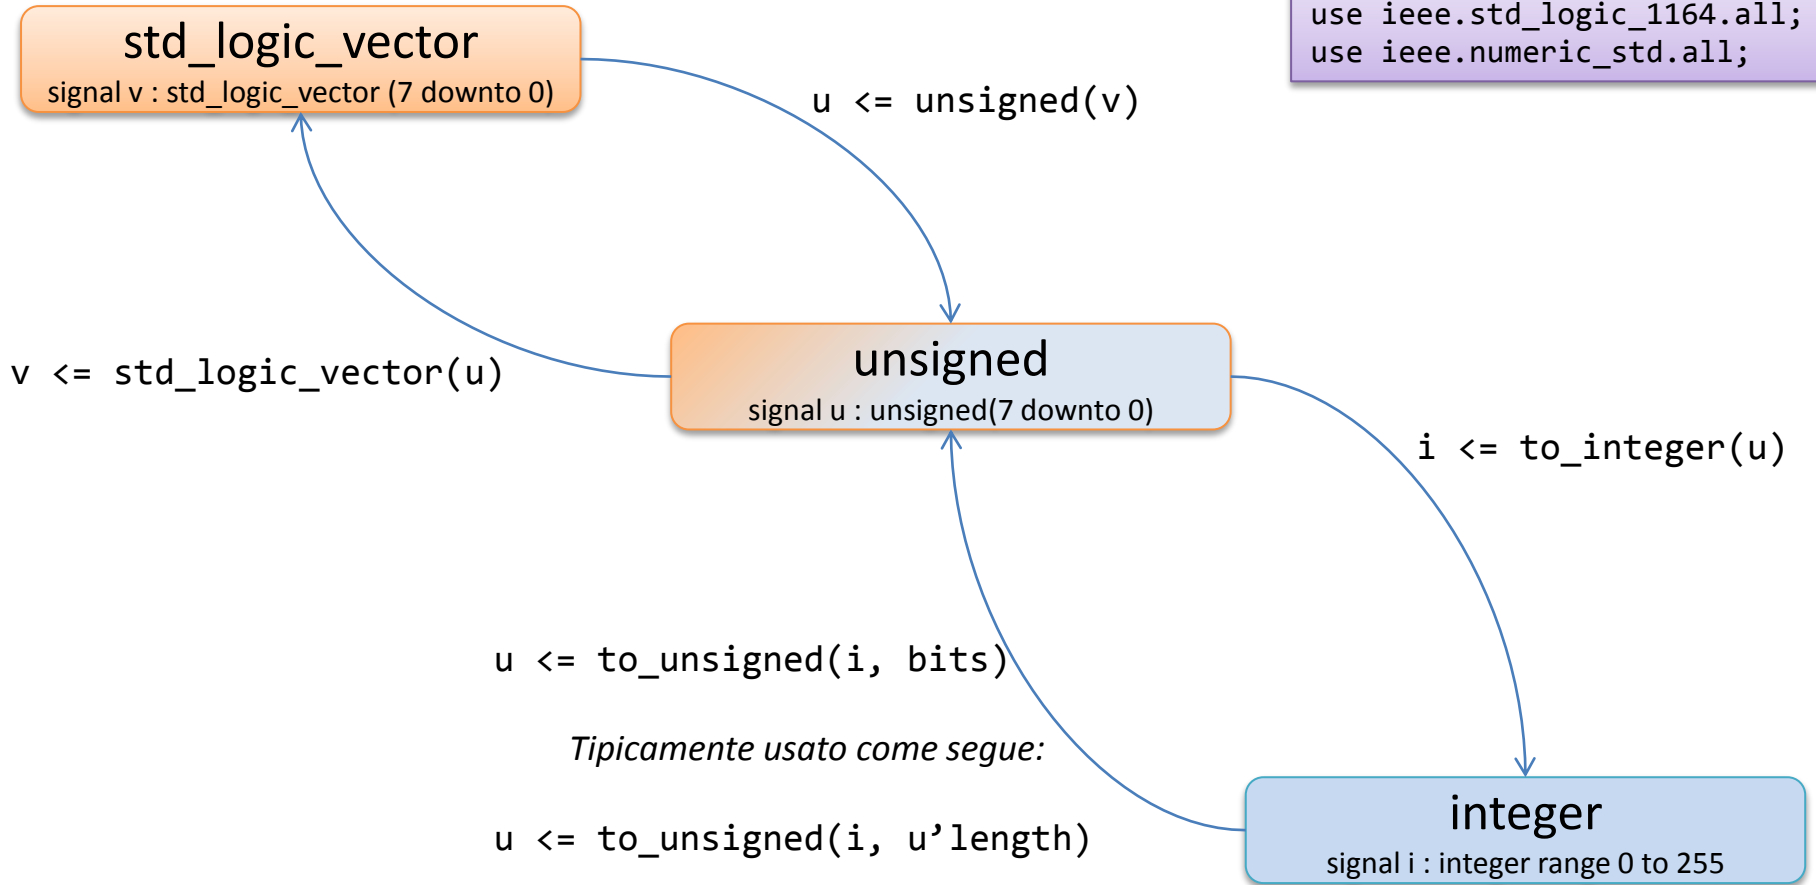 use ieee.std_logic_1164.all;
use ieee.numeric_std.all;
std_logic_vector
signal v : std_logic_vector (7 downto 0)
u <= unsigned(v)
v <= std_logic_vector(u)
unsigned
signal u : unsigned(7 downto 0)
i <= to_integer(u)
u <= to_unsigned(i, bits)
Tipicamente usato come segue:
u <= to_unsigned(i, u’length)
integer
signal i : integer range 0 to 255